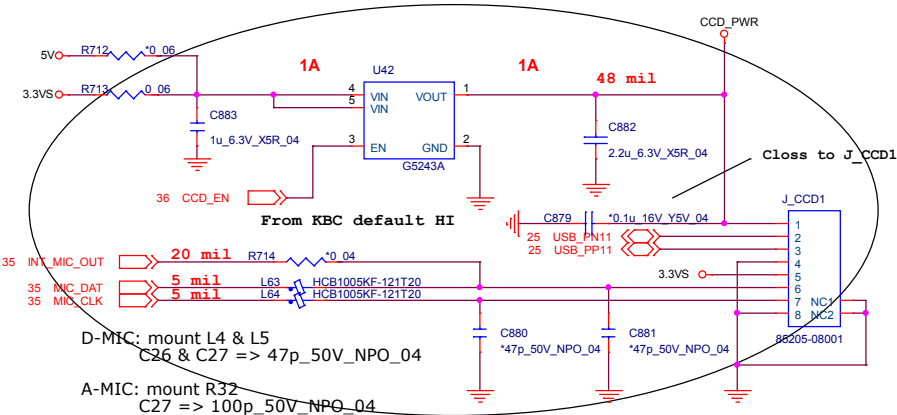 CCD_PWR
5V R712 *0_06
1A U42 1A
48 mil
3.3VS R713 0_06
4 VIN VOUT 1
5 VIN
C883
1u_6.3V_X5R_04
C882
2.2u_6.3V_X5R_04
3 EN GND 2
G5243A
Closs to J_CCD1
36 CCD_EN
J_CCD1
From KBC default HI
C879 *0.1u_16V_Y5V_04
25 USB_PN11
25 USB_PP11
3.3VS
1
2
3
4
5
6
7 NC1
8 NC2
85205-08001
35 INT_MIC_OUT 20 mil R714 *0_04
35 MIC_DAT 5 mil L63 HCB1005KF-121T20
35 MIC_CLK 5 mil L64 HCB1005KF-121T20
C880
*47p_50V_NPO_04
C881
*47p_50V_NPO_04
D-MIC: mount L4 & L5
C26 & C27 => 47p_50V_NPO_04
A-MIC: mount R32
C27 => 100p_50V_NPO_04